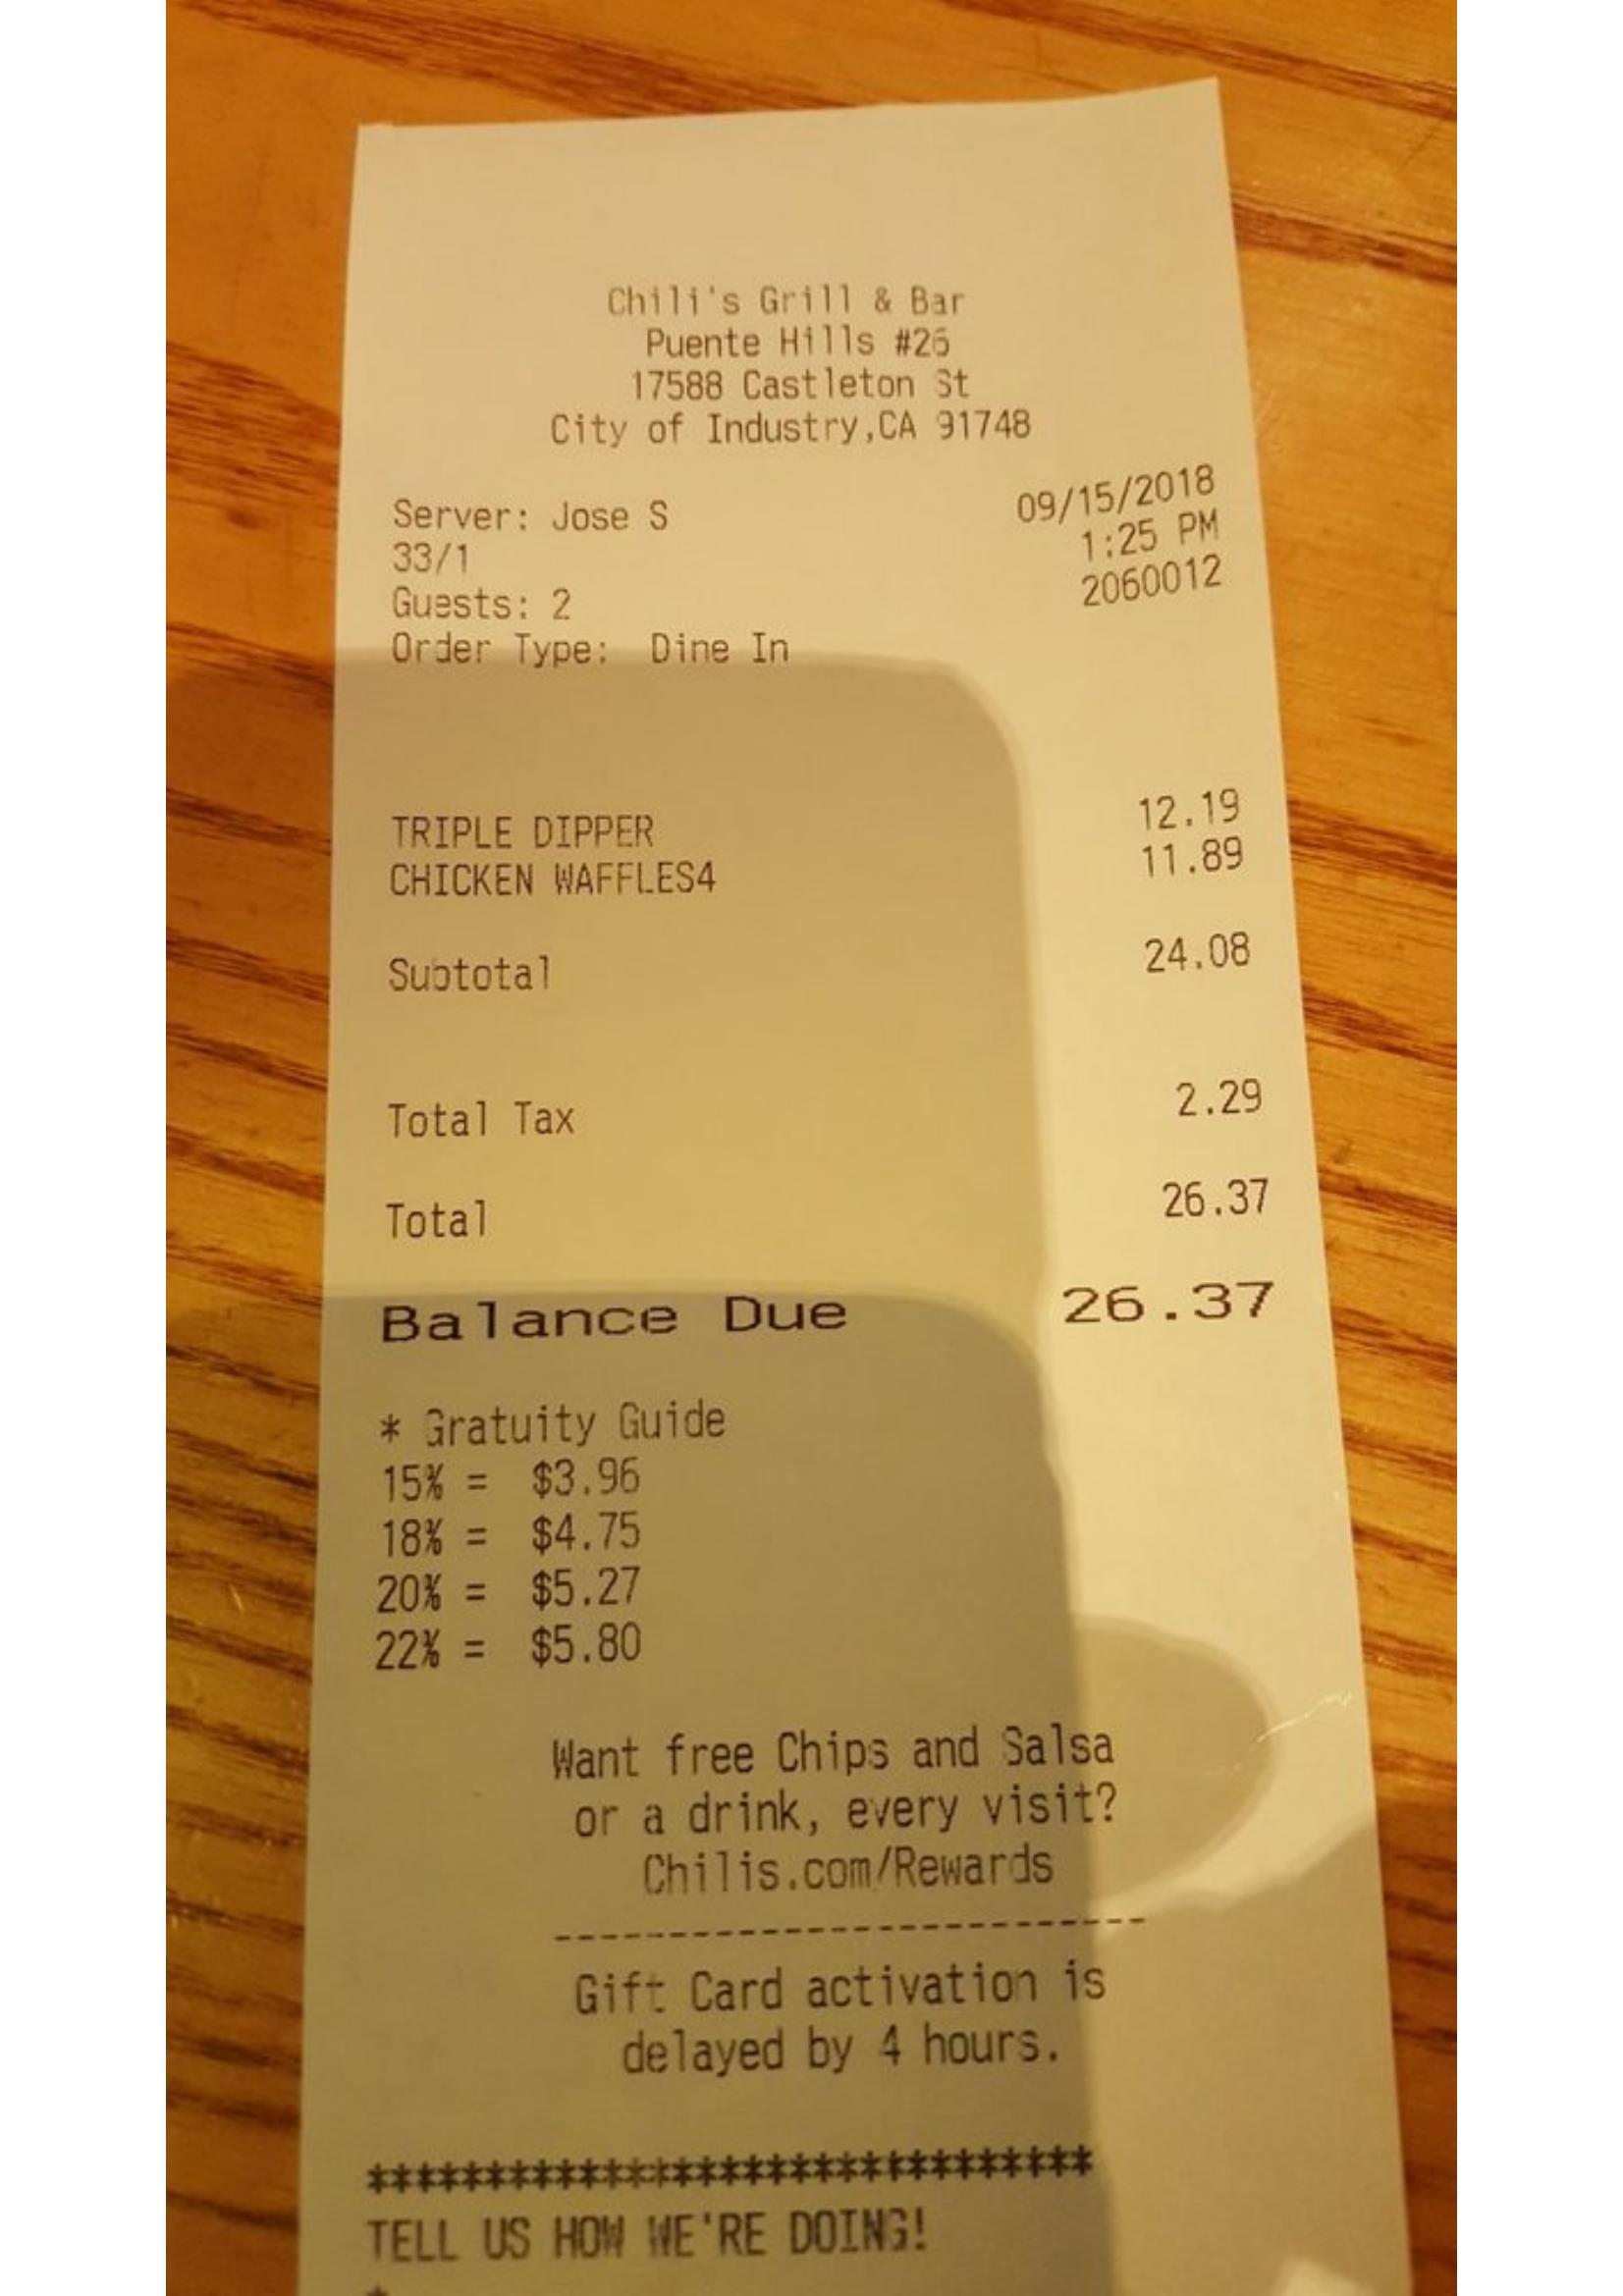 Chili's Grill & Bar
Puente Hills #26
17588 Castleton St
City of Industry,CA 91748
Server: Jose S 09/15/2018
33/1 1:25 PM
Guests: 2 2060012
Order Type: Dine In
TRIPLE DIPPER 12.19
CHICKEN WAFFLES4 11.89
Subtotal 24.08
Total Tax 2.29
Total 26.37
Balance Due 26.37
* Gratuity Guide
15% = $3.96
18% = $4.75
20% = $5.27
22% = $5.80
Want free Chips and Salsa
or a drink, every visit?
Chilis.com/Rewards
-------------------------
Gift Card activation is
delayed by 4 hours.
*******************************
TELL US HOW WE'RE DOING!